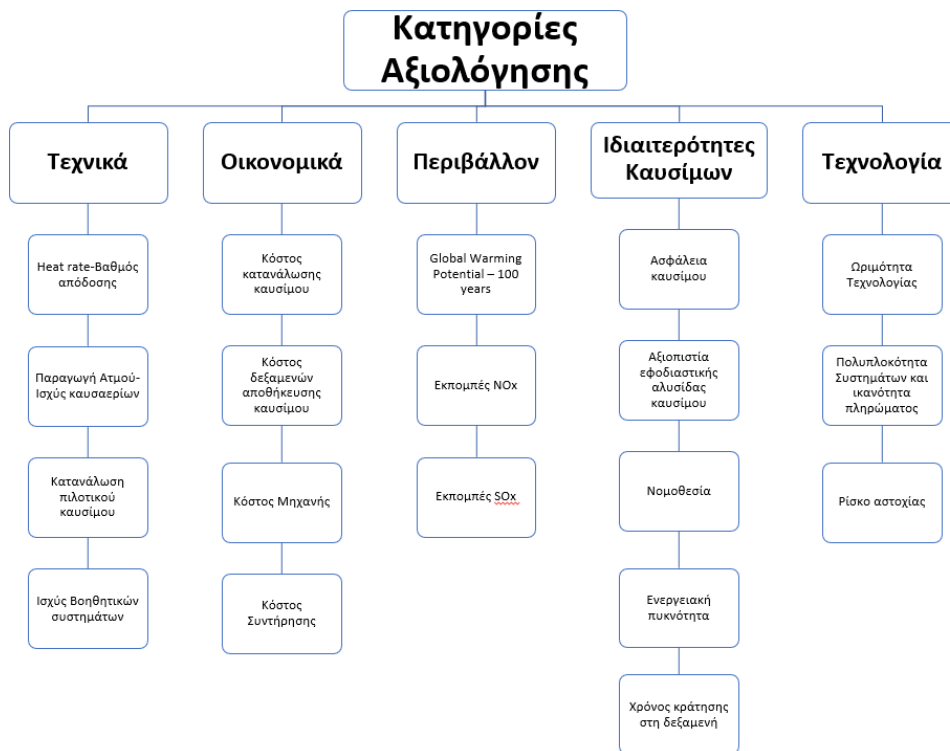 Κατηγορίες
Αξιολόγησης
Τεχνικά
Heat rate-Βαθμός
απόδοσης
Παραγωγή Ατμού-
Ισχύς καυσαερίων
Κατανάλωση
πιλοτικού
καυσίμου
Ισχύς Βοηθητικών
συστημάτων
Οικονομικά
Κόστος
κατανάλωσης
καυσίμου
Κόστος
δεξαμενών
αποθήκευσης
καυσίμου
Κόστος Μηχανής
Κόστος
Συντήρησης
Περιβάλλον
Global Warming
Potential – 100
years
Εκπομπές NOx
Εκπομπές SOx
Ιδιαιτερότητες
Καυσίμων
Ασφάλεια
καυσίμου
Αξιοπιστία
εφοδιαστικής
αλυσίδας
καυσίμου
Νομοθεσία
Ενεργειακή
πυκνότητα
Χρόνος κράτησης
στη δεξαμενή
Τεχνολογία
Ωριμότητα
Τεχνολογίας
Πολυπλοκότητα
Συστημάτων και
ικανότητα
πληρώματος
Ρίσκο αστοχίας